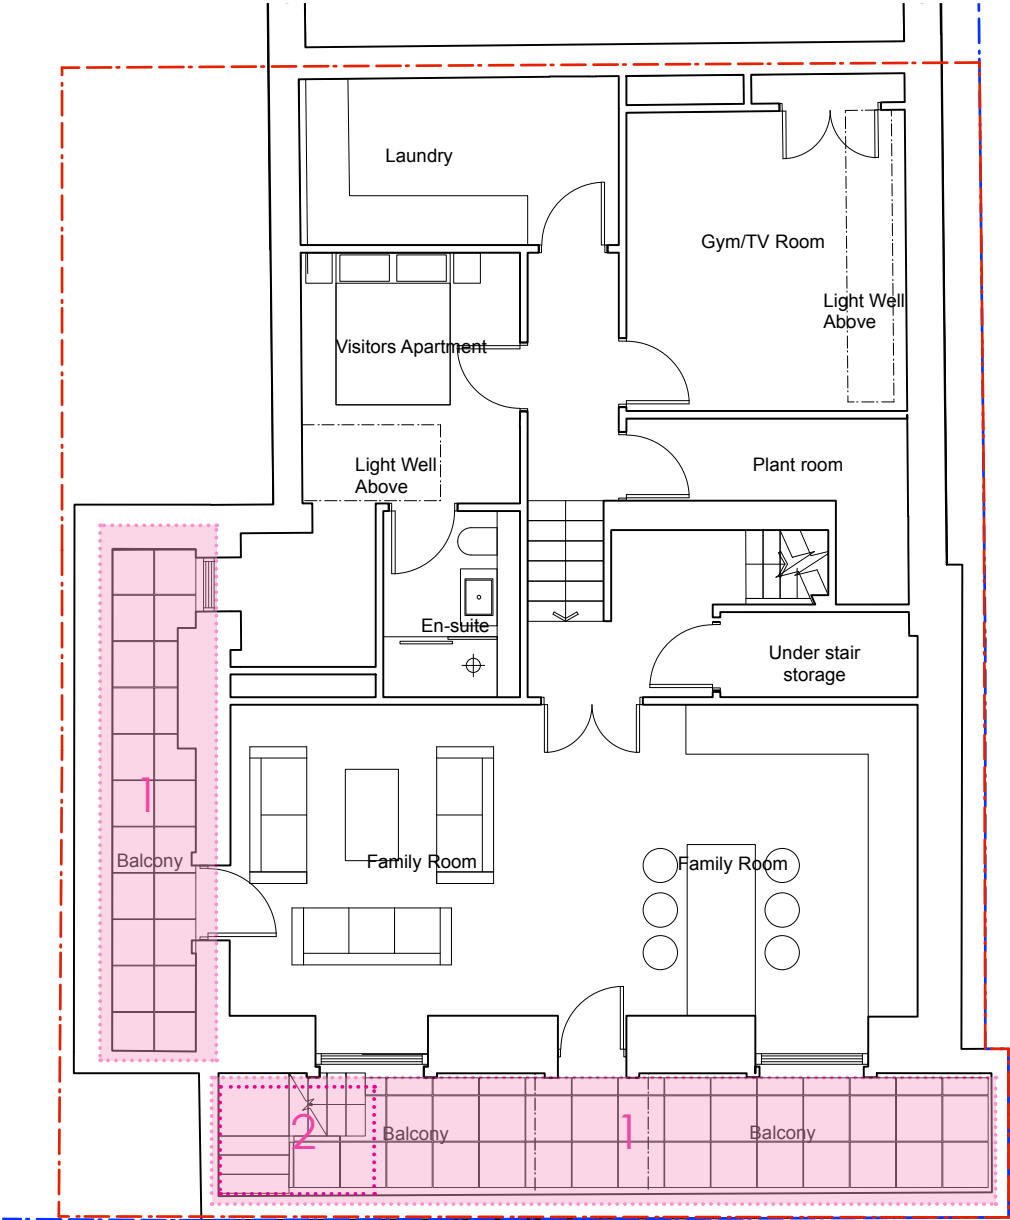 Laundry
Gym/TV Room
Light Well
Above
Visitors Apartment
Light Well
Above
Plant room
En-suite
Under stair
storage
1
Balcony
Family Room
Family Room
2
Balcony
1
Balcony